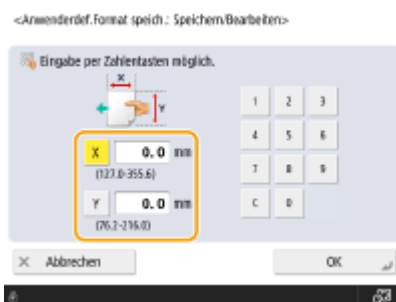 <Anwenderdef.Format speich.: Speichern/Bearbeiten>
Eingabe per Zahlentasten möglich.
X
Y
1 2 3
X 0.0 mm
4 5 6
(127.0-355.6)
7 8 9
Y 0.0 mm
C 0
(76.2-216.0)
× Abbrechen
OK